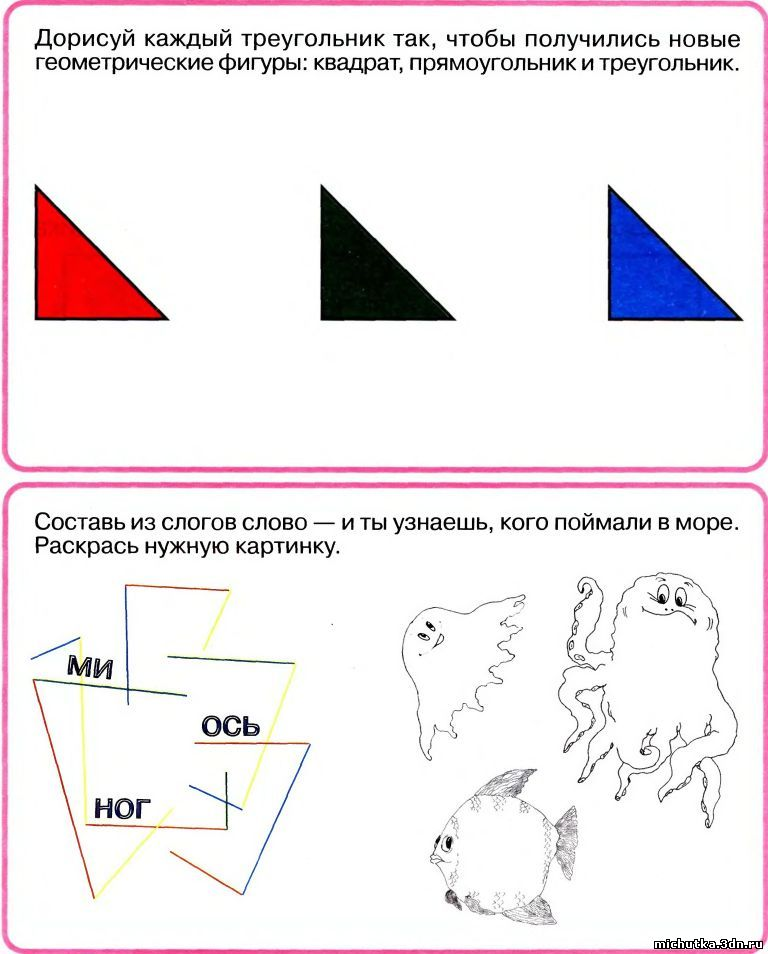 Дорисуй каждый треугольник так, чтобы получились новые
геометрические фигуры: квадрат, прямоугольник и треугольник.
Составь из слогов слово — и ты узнаешь, кого поймали в море.
Раскрась нужную картинку.
МИ
ОСЬ
НОГ
michutka.3dn.ru